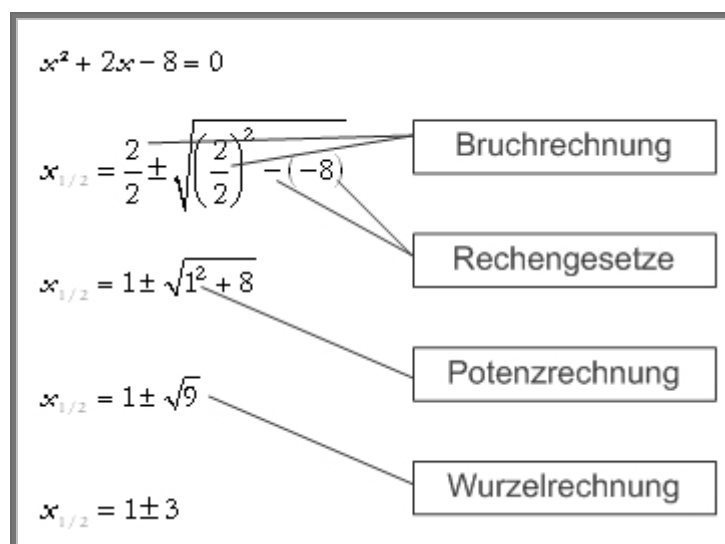 x² + 2x − 8 = 0
x₁/₂ = 2/2 ± √((2/2)² − (−8))
Bruchrechnung
Rechengesetze
x₁/₂ = 1 ± √(1² + 8)
Potenzrechnung
x₁/₂ = 1 ± √9
Wurzelrechnung
x₁/₂ = 1 ± 3